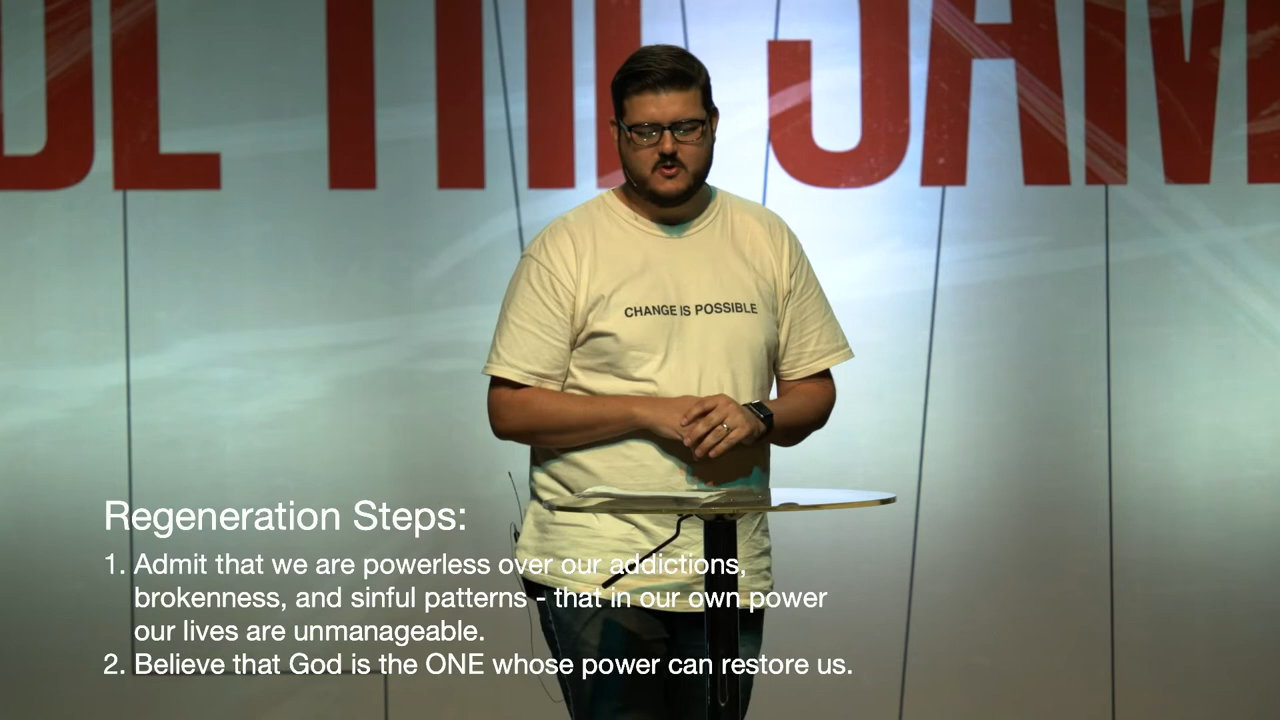 CHANGE IS POSSIBLE
Regeneration Steps:
1. Admit that we are powerless over our addictions,
brokenness, and sinful patterns - that in our own power
our lives are unmanageable.
2. Believe that God is the ONE whose power can restore us.